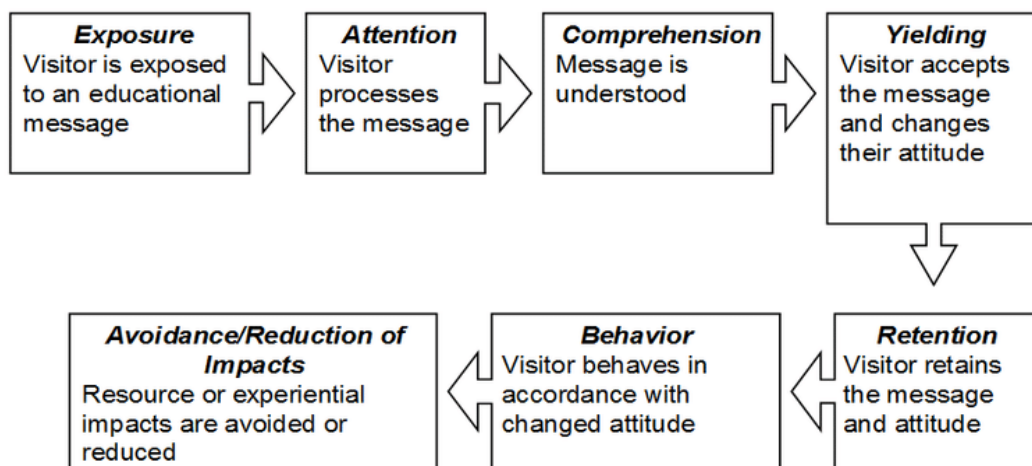 Exposure
Visitor is exposed
to an educational
message
Attention
Visitor
processes
the message
Comprehension
Message is
understood
Yielding
Visitor accepts
the message
and changes
their attitude
Retention
Visitor retains
the message
and attitude
Behavior
Visitor behaves in
accordance with
changed attitude
Avoidance/Reduction of
Impacts
Resource or experiential
impacts are avoided or
reduced